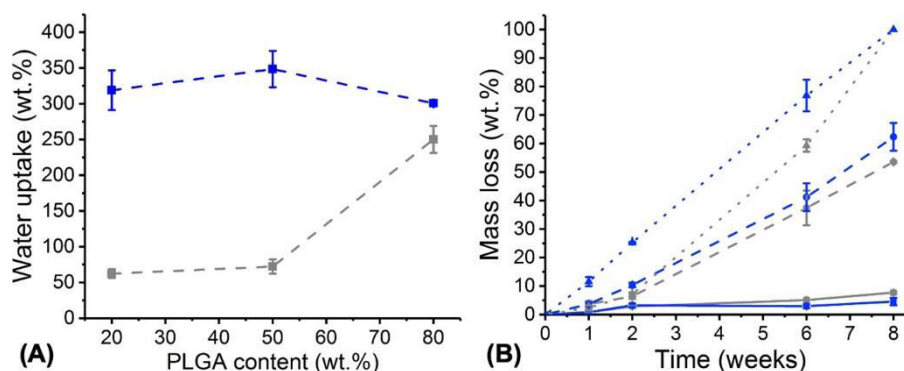 Water uptake (wt.%)
450
400
350
300
250
200
150
100
50
0
20 30 40 50 60 70 80
PLGA content (wt.%)
(A)
Mass loss (wt.%)
100
90
80
70
60
50
40
30
20
10
0
0 1 2 3 4 5 6 7 8
Time (weeks)
(B)